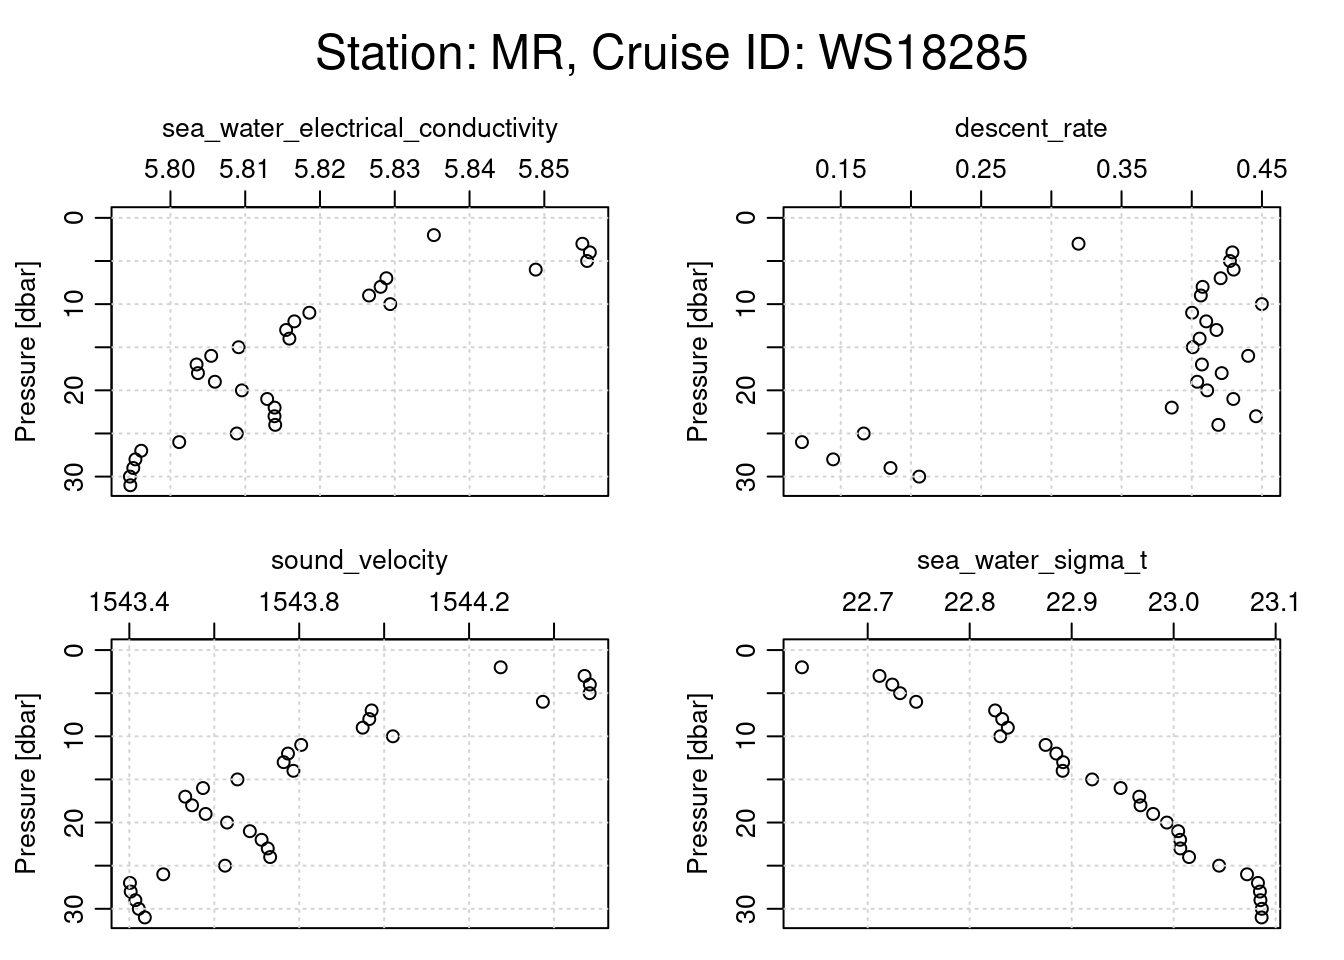 Station: MR, Cruise ID: WS18285
sea_water_electrical_conductivity
5.80 5.81 5.82 5.83 5.84 5.85
Pressure [dbar]
0
10
20
30
descent_rate
0.15 0.25 0.35 0.45
Pressure [dbar]
0
10
20
30
sound_velocity
1543.4 1543.8 1544.2
Pressure [dbar]
0
10
20
30
sea_water_sigma_t
22.7 22.8 22.9 23.0 23.1
Pressure [dbar]
0
10
20
30